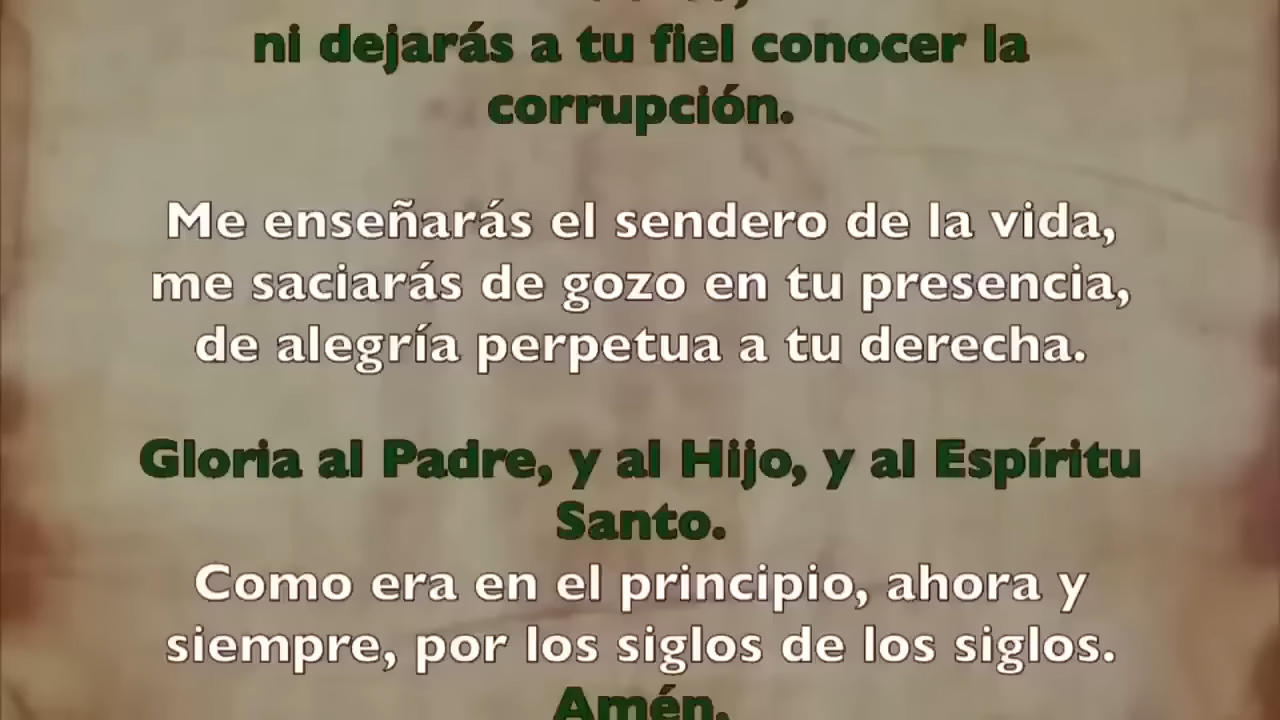 ni dejarás a tu fiel conocer la
corrupción.
Me enseñarás el sendero de la vida,
me saciarás de gozo en tu presencia,
de alegría perpetua a tu derecha.
Gloria al Padre, y al Hijo, y al Espíritu
Santo.
Como era en el principio, ahora y
siempre, por los siglos de los siglos.
Amén.